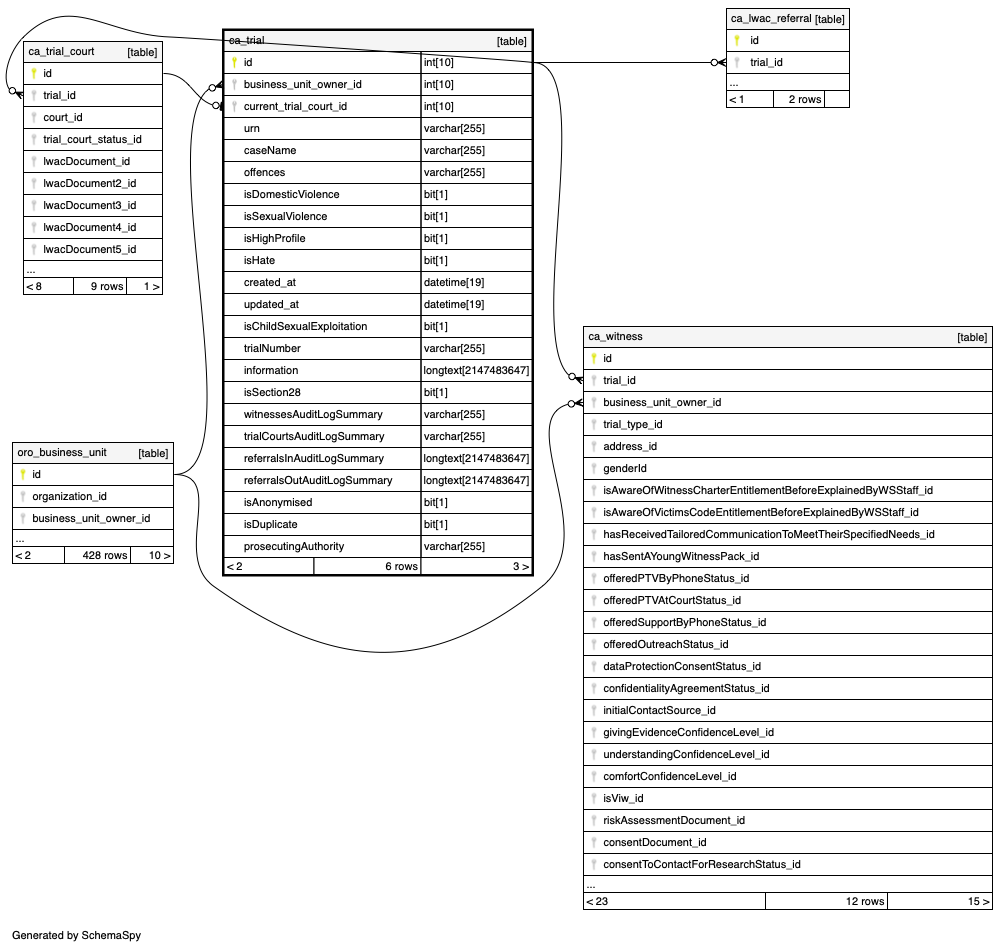 ca_trial_court [table]
id
trial_id
court_id
trial_court_status_id
lwacDocument_id
lwacDocument2_id
lwacDocument3_id
lwacDocument4_id
lwacDocument5_id
...
< 8 9 rows 1 >
ca_trial [table]
id int[10]
business_unit_owner_id int[10]
current_trial_court_id int[10]
urn varchar[255]
caseName varchar[255]
offences varchar[255]
isDomesticViolence bit[1]
isSexualViolence bit[1]
isHighProfile bit[1]
isHate bit[1]
created_at datetime[19]
updated_at datetime[19]
isChildSexualExploitation bit[1]
trialNumber varchar[255]
information longtext[2147483647]
isSection28 bit[1]
witnessesAuditLogSummary varchar[255]
trialCourtsAuditLogSummary varchar[255]
referralsInAuditLogSummary longtext[2147483647]
referralsOutAuditLogSummary longtext[2147483647]
isAnonymised bit[1]
isDuplicate bit[1]
prosecutingAuthority varchar[255]
< 2 6 rows 3 >
ca_lwac_referral [table]
id
trial_id
...
< 1 2 rows
oro_business_unit [table]
id
organization_id
business_unit_owner_id
...
< 2 428 rows 10 >
ca_witness [table]
id
trial_id
business_unit_owner_id
trial_type_id
address_id
genderId
isAwareOfWitnessCharterEntitlementBeforeExplainedByWSStaff_id
isAwareOfVictimsCodeEntitlementBeforeExplainedByWSStaff_id
hasReceivedTailoredCommunicationToMeetTheirSpecifiedNeeds_id
hasSentAYoungWitnessPack_id
offeredPTVByPhoneStatus_id
offeredPTVAtCourtStatus_id
offeredSupportByPhoneStatus_id
offeredOutreachStatus_id
dataProtectionConsentStatus_id
confidentialityAgreementStatus_id
initialContactSource_id
givingEvidenceConfidenceLevel_id
understandingConfidenceLevel_id
comfortConfidenceLevel_id
isViw_id
riskAssessmentDocument_id
consentDocument_id
consentToContactForResearchStatus_id
...
< 23 12 rows 15 >
Generated by SchemaSpy